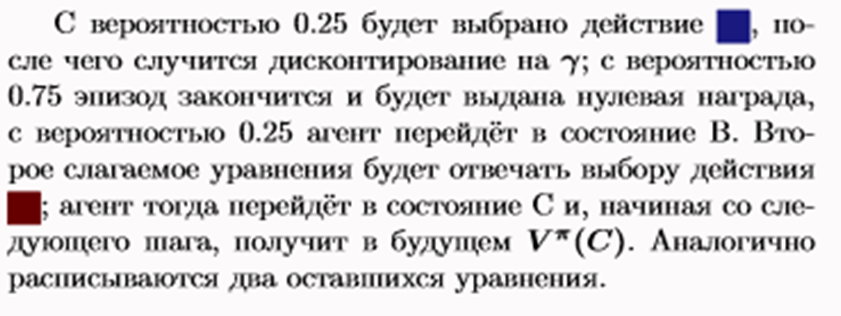 С вероятностью 0.25 будет выбрано действие ■, по-
сле чего случится дисконтирование на γ; с вероятностью
0.75 эпизод закончится и будет выдана нулевая награда,
с вероятностью 0.25 агент перейдёт в состояние B. Вто-
рое слагаемое уравнения будет отвечать выбору действия
■; агент тогда перейдёт в состояние C и, начиная со сле-
дующего шага, получит в будущем V^π(C). Аналогично
расписываются два оставшихся уравнения.